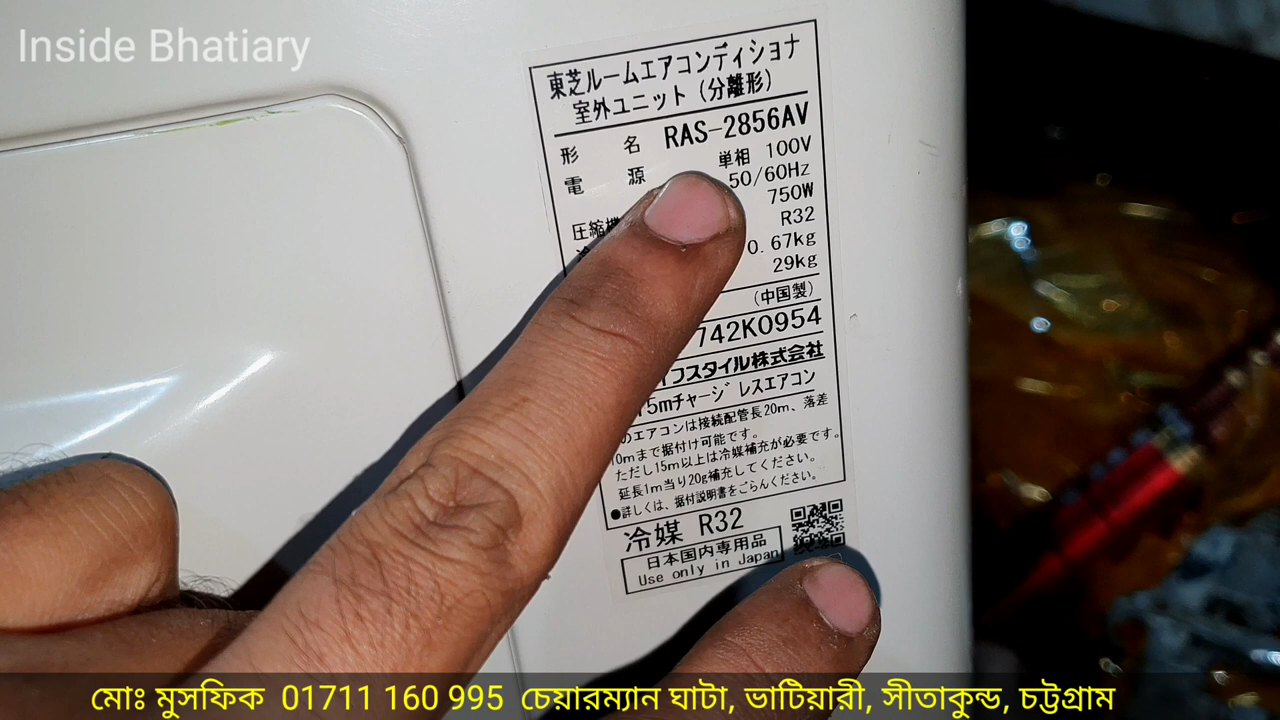 Inside Bhatiary
東芝ルームエアコンディショナ
室外ユニット (分離形)
形 名 RAS-2856AV
電 源 単相 100V
50/60Hz
圧縮機 750W
R32
0.67kg
29kg
(中国製)
742K0954
イフスタイル株式会社
15mチャージレスエアコン
のエアコンは接続配管長20m、落差
10mまで据付け可能です。
ただし15m以上は冷媒補充が必要です。
延長1m当り20g補充してください。
●詳しくは、据付説明書をごらんください。
冷媒 R32
日本国内専用品
Use only in Japan
মোঃ মুসফিক 01711 160 995 চেয়ারম্যান ঘাটা, ভাটিয়ারী, সীতাকুন্ড, চট্টগ্রাম